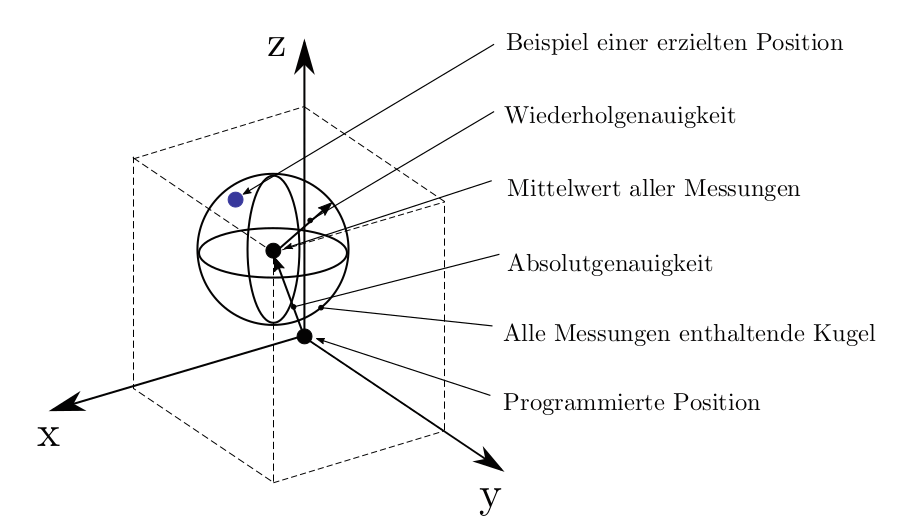 z
Beispiel einer erzielten Position
Wiederholgenauigkeit
Mittelwert aller Messungen
Absolutgenauigkeit
Alle Messungen enthaltende Kugel
Programmierte Position
x
y